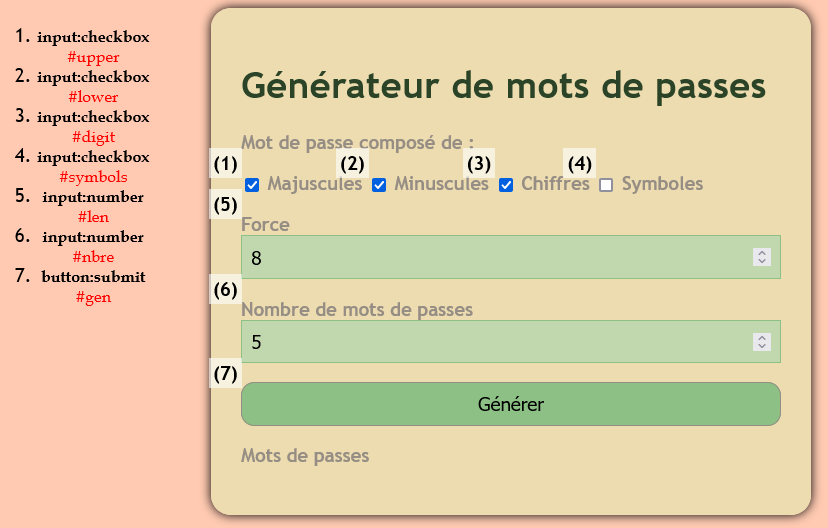 1. input:checkbox
#upper
2. input:checkbox
#lower
3. input:checkbox
#digit
4. input:checkbox
#symbols
5. input:number
#len
6. input:number
#nbre
7. button:submit
#gen
Générateur de mots de passes
Mot de passe composé de :
(1) (2) (3) (4)
Majuscules Minuscules Chiffres Symboles
(5)
Force
8
(6)
Nombre de mots de passes
5
(7)
Générer
Mots de passes